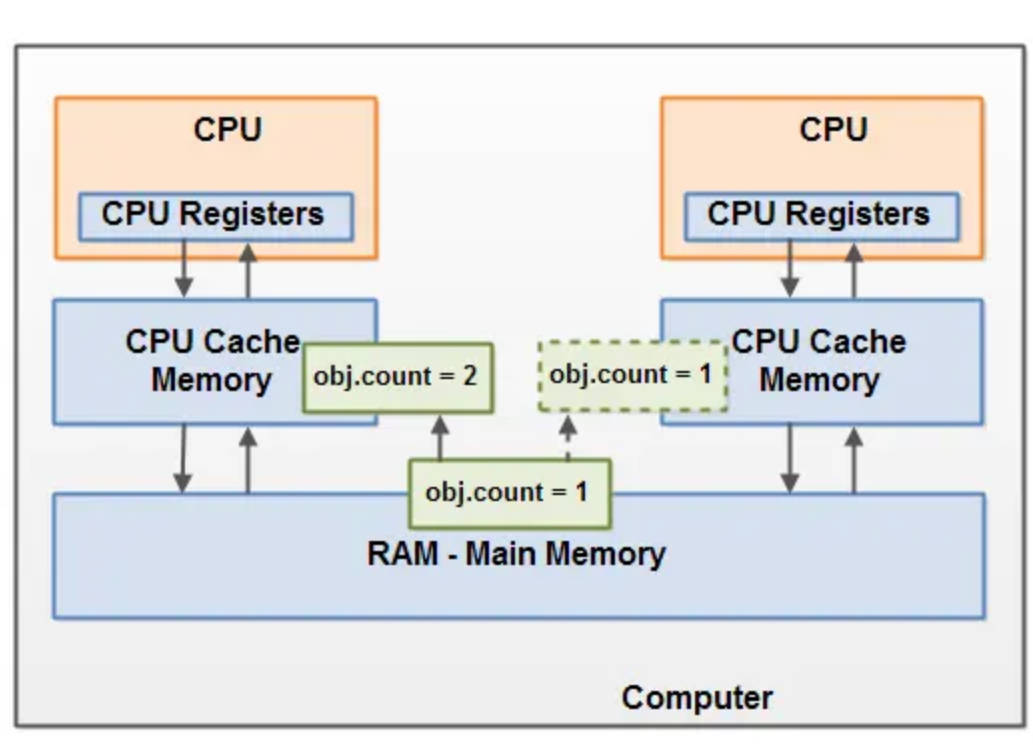 CPU
CPU Registers
CPU
CPU Registers
CPU Cache
Memory
obj.count = 2
obj.count = 1
CPU Cache
Memory
obj.count = 1
RAM - Main Memory
Computer